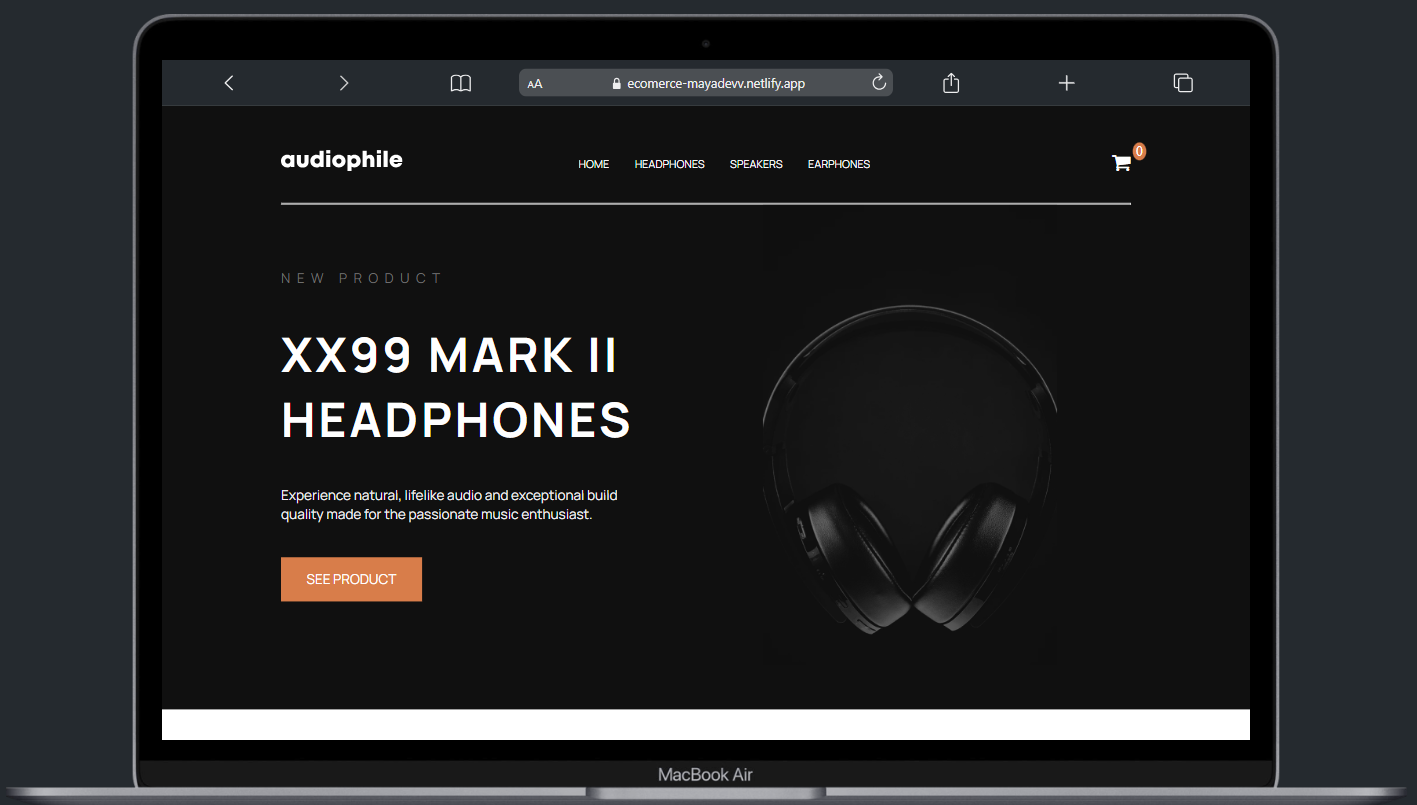 AA ecomerce-mayadevv.netlify.app
audiophile HOME HEADPHONES SPEAKERS EARPHONES 0
NEW PRODUCT
XX99 MARK II
HEADPHONES
Experience natural, lifelike audio and exceptional build
quality made for the passionate music enthusiast.
SEE PRODUCT
MacBook Air